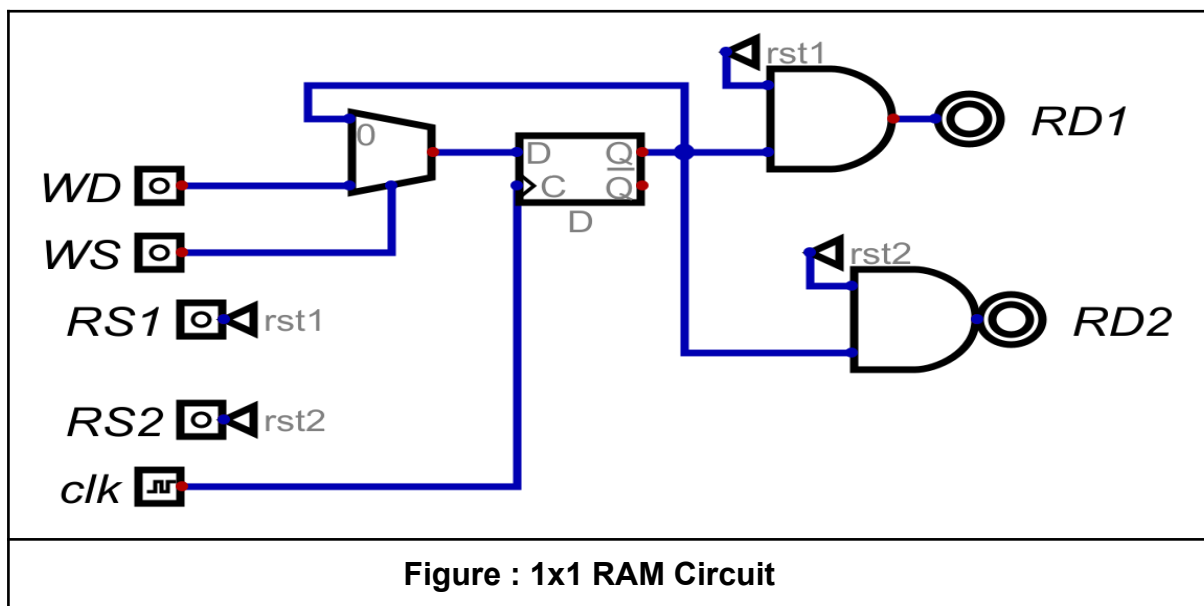 rst1
RD1
0
D Q
WD
C Q
D
WS
rst2
RS1 rst1
RD2
RS2 rst2
clk
Figure : 1x1 RAM Circuit